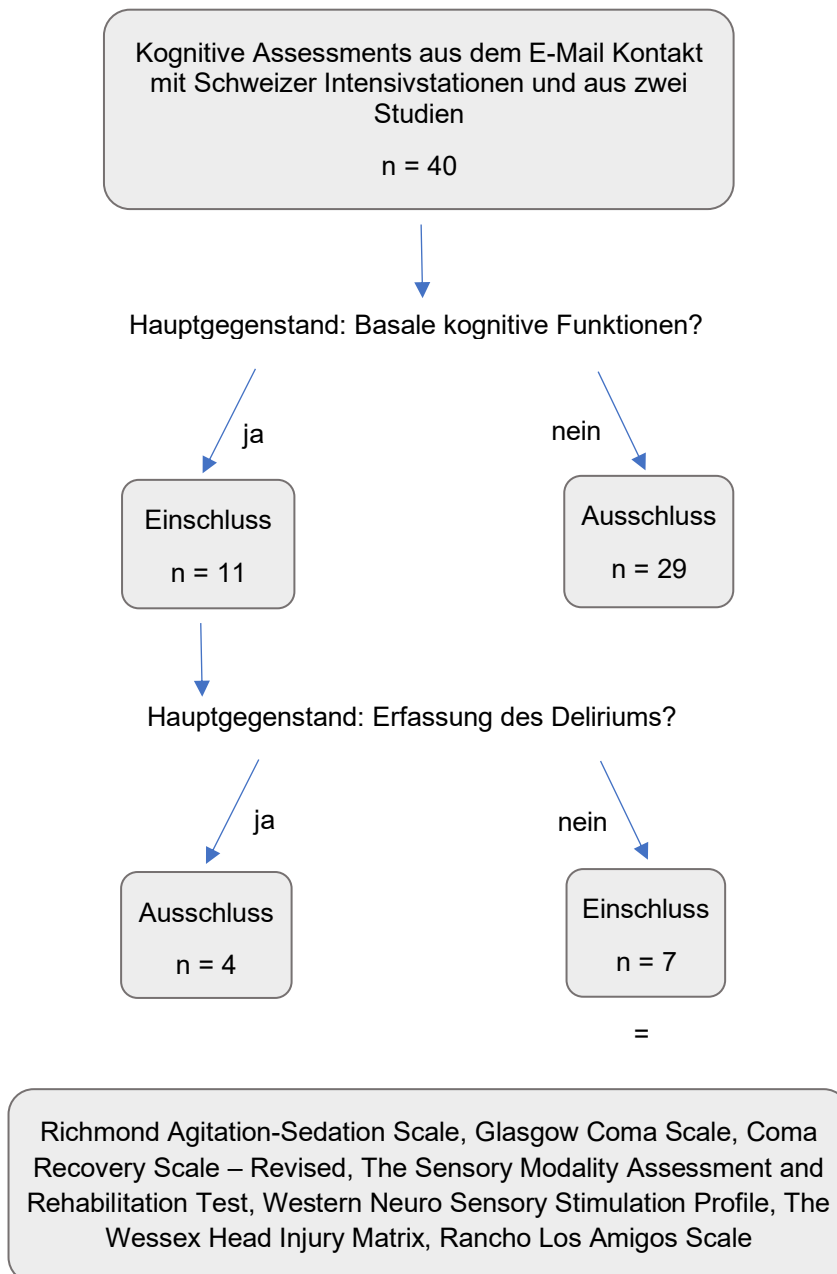 Kognitive Assessments aus dem E-Mail Kontakt
mit Schweizer Intensivstationen und aus zwei
Studien
n = 40
Hauptgegenstand: Basale kognitive Funktionen?
ja
nein
Einschluss
n = 11
Ausschluss
n = 29
Hauptgegenstand: Erfassung des Deliriums?
ja
nein
Ausschluss
n = 4
Einschluss
n = 7
=
Richmond Agitation-Sedation Scale, Glasgow Coma Scale, Coma
Recovery Scale – Revised, The Sensory Modality Assessment and
Rehabilitation Test, Western Neuro Sensory Stimulation Profile, The
Wessex Head Injury Matrix, Rancho Los Amigos Scale